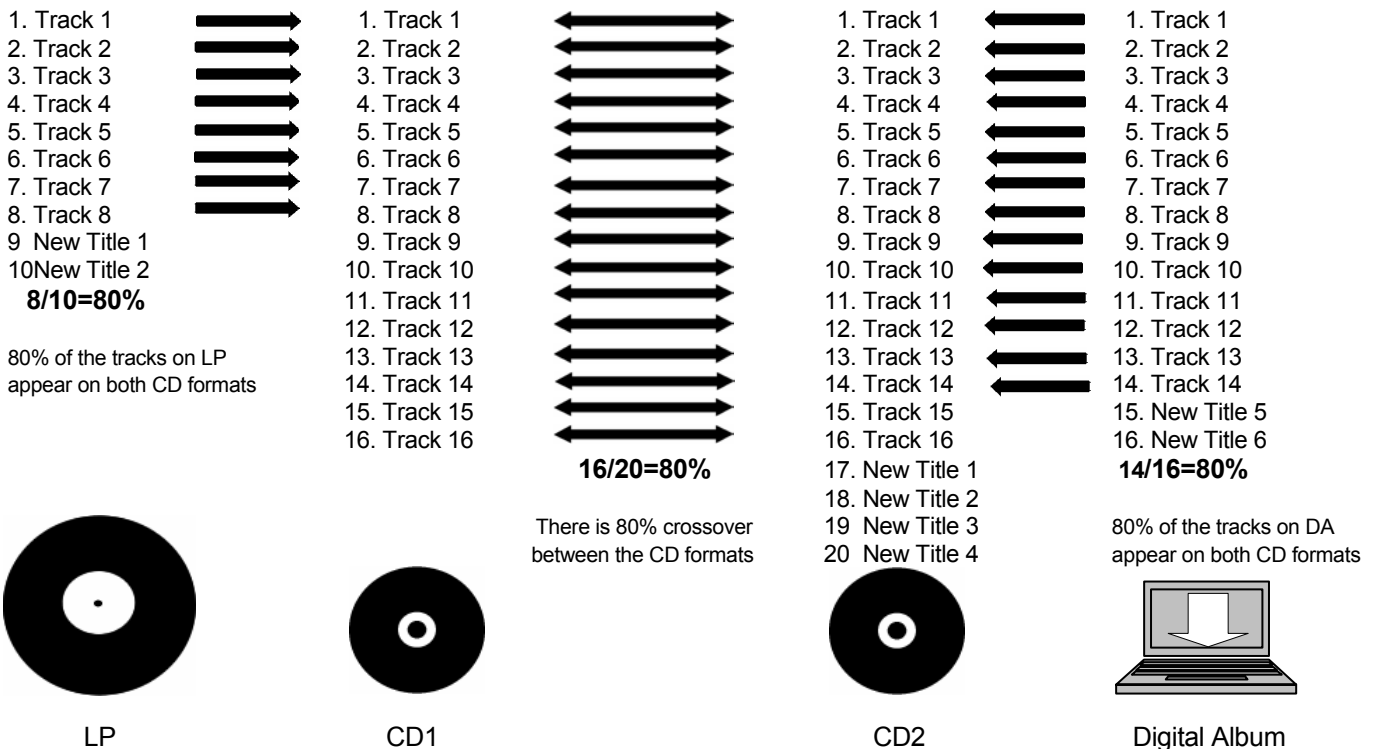 1. Track 1
2. Track 2
3. Track 3
4. Track 4
5. Track 5
6. Track 6
7. Track 7
8. Track 8
9 New Title 1
10New Title 2
8/10=80%
80% of the tracks on LP
appear on both CD formats
LP
1. Track 1
2. Track 2
3. Track 3
4. Track 4
5. Track 5
6. Track 6
7. Track 7
8. Track 8
9. Track 9
10. Track 10
11. Track 11
12. Track 12
13. Track 13
14. Track 14
15. Track 15
16. Track 16
CD1
16/20=80%
There is 80% crossover
between the CD formats
1. Track 1
2. Track 2
3. Track 3
4. Track 4
5. Track 5
6. Track 6
7. Track 7
8. Track 8
9. Track 9
10. Track 10
11. Track 11
12. Track 12
13. Track 13
14. Track 14
15. Track 15
16. Track 16
17. New Title 1
18. New Title 2
19 New Title 3
20 New Title 4
CD2
1. Track 1
2. Track 2
3. Track 3
4. Track 4
5. Track 5
6. Track 6
7. Track 7
8. Track 8
9. Track 9
10. Track 10
11. Track 11
12. Track 12
13. Track 13
14. Track 14
15. New Title 5
16. New Title 6
14/16=80%
80% of the tracks on DA
appear on both CD formats
Digital Album